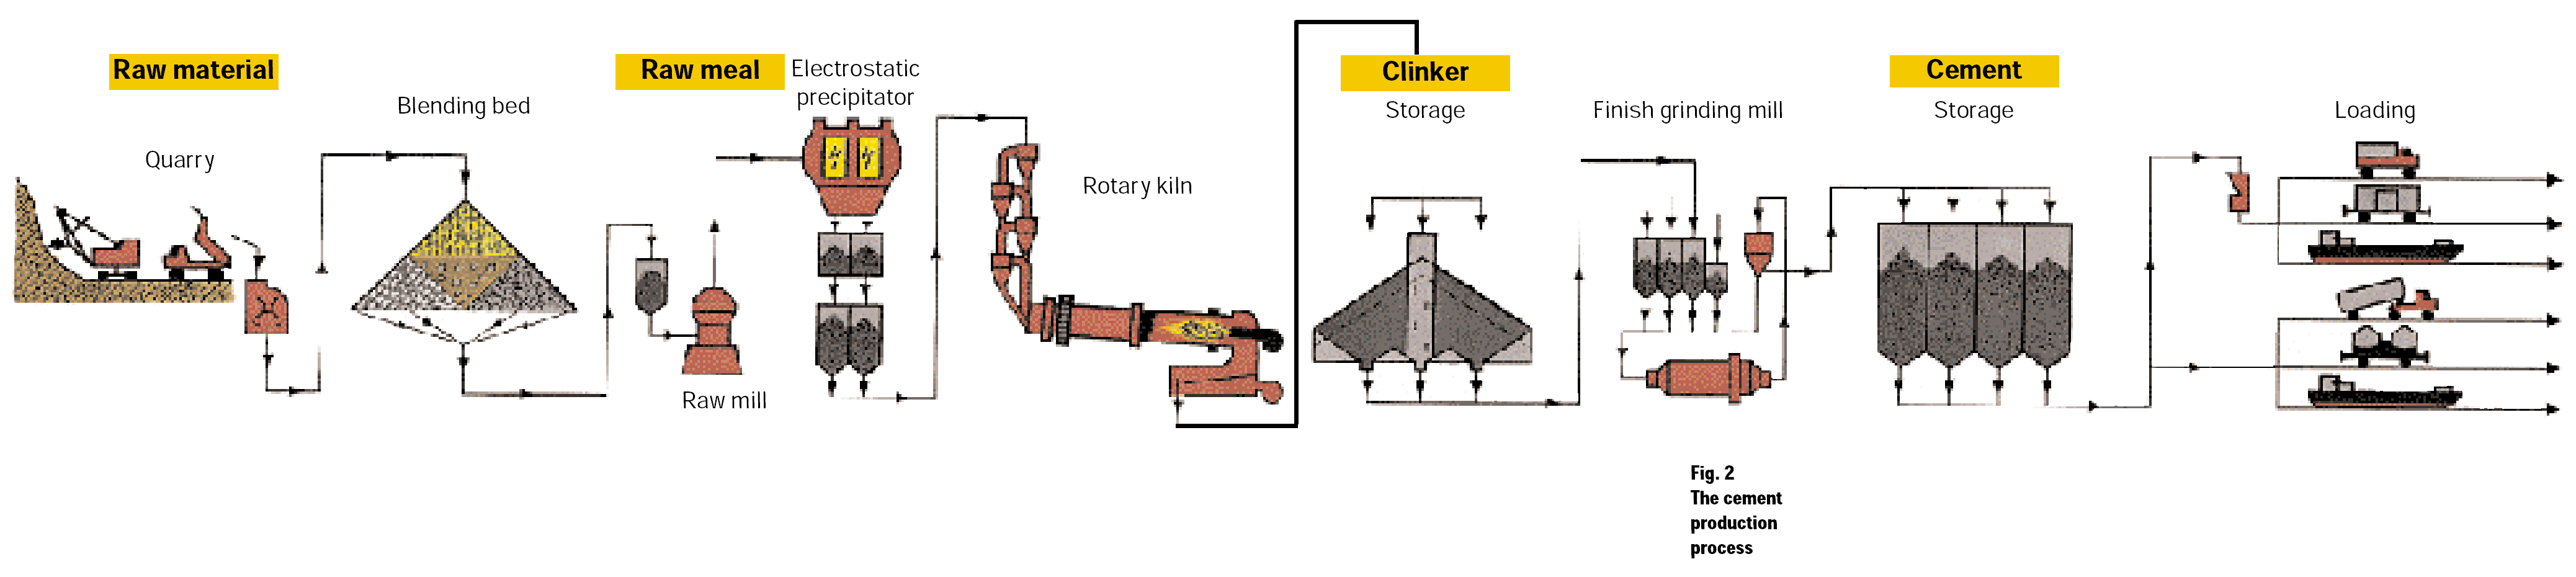 Raw material
Quarry
Blending bed
Raw meal
Raw mill
Electrostatic
precipitator
Rotary kiln
Clinker
Storage
Finish grinding mill
Cement
Storage
Loading
Fig. 2
The cement
production
process